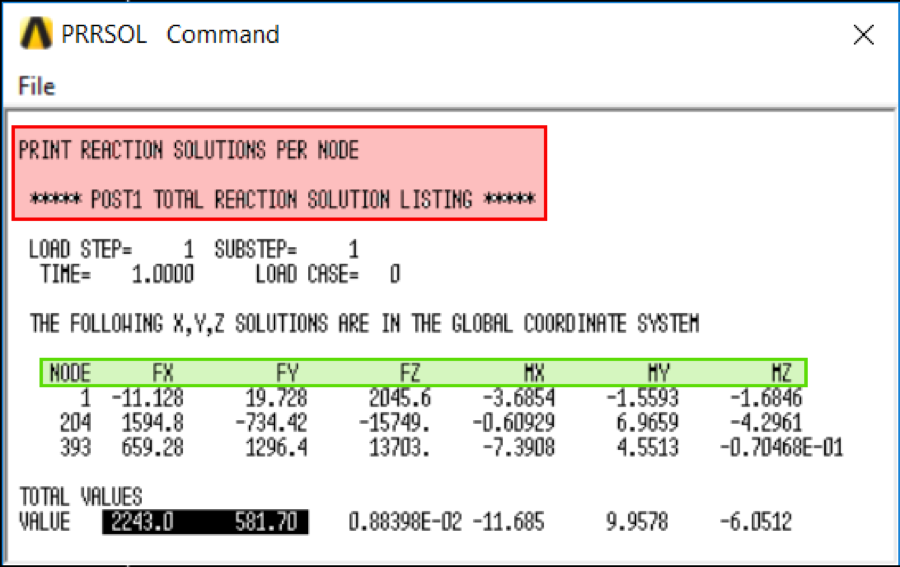 PRRSOL Command
File
PRINT REACTION SOLUTIONS PER NODE
***** POST1 TOTAL REACTION SOLUTION LISTING *****
LOAD STEP= 1 SUBSTEP= 1
TIME= 1.0000 LOAD CASE= 0
THE FOLLOWING X,Y,Z SOLUTIONS ARE IN THE GLOBAL COORDINATE SYSTEM
NODE FX FY FZ MX MY MZ
1 -11.128 19.728 2045.6 -3.6854 -1.5593 -1.6846
204 1594.8 -734.42 -15749. -0.60929 6.9659 -4.2961
393 659.28 1296.4 13703. -7.3908 4.5513 -0.70468E-01
TOTAL VALUES
VALUE 2243.0 581.70 0.88398E-02 -11.685 9.9578 -6.0512